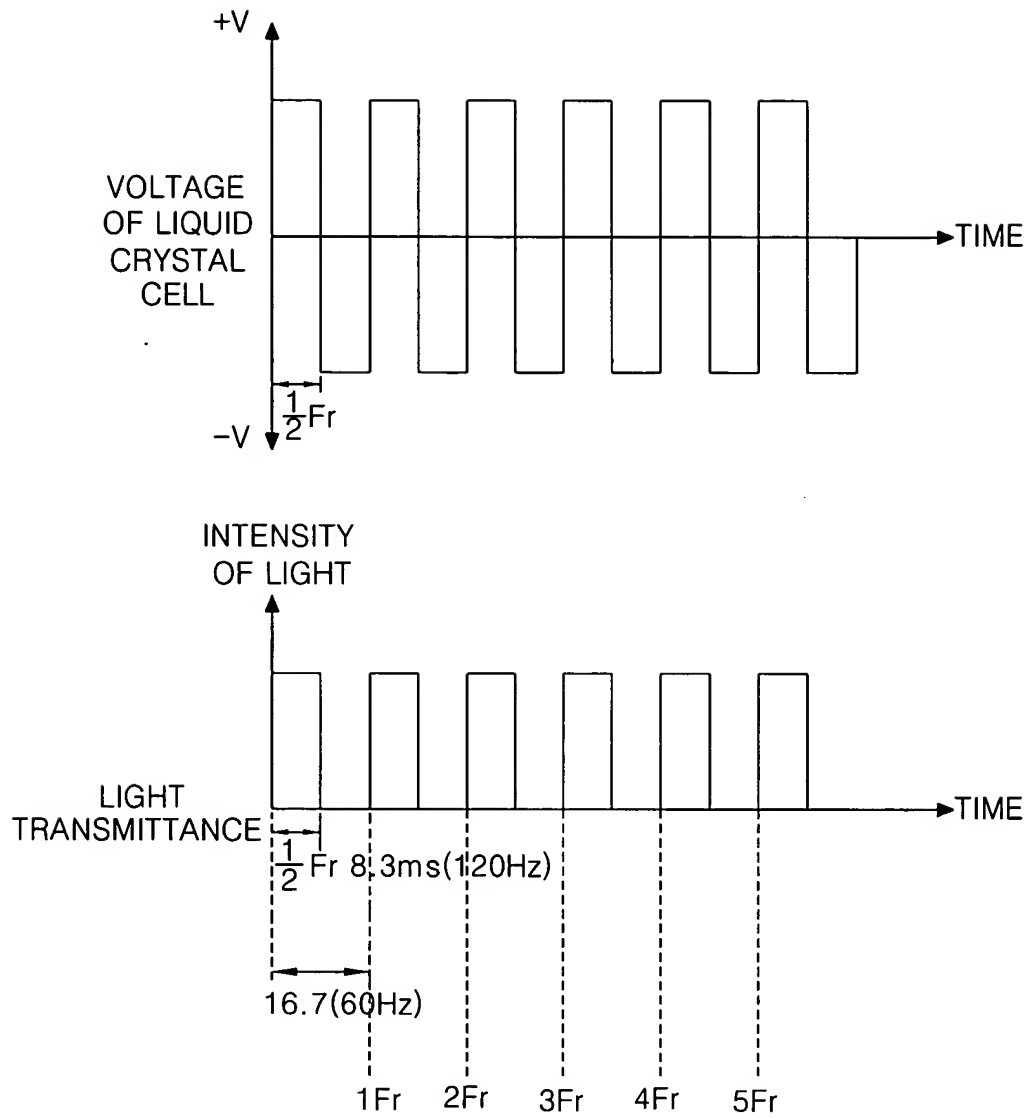 +V
VOLTAGE
OF LIQUID
CRYSTAL
CELL
TIME
1/2 Fr
−V
INTENSITY
OF LIGHT
LIGHT
TRANSMITTANCE
TIME
1/2 Fr 8.3ms(120Hz)
16.7(60Hz)
1Fr 2Fr 3Fr 4Fr 5Fr